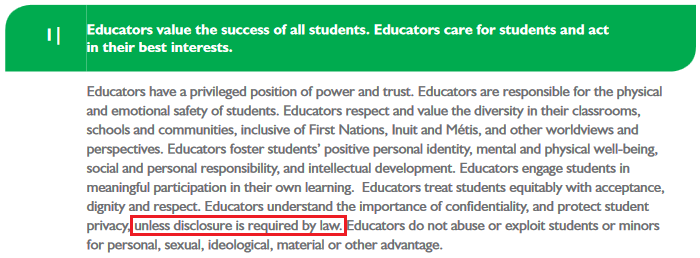 1 Educators value the success of all students. Educators care for students and act
in their best interests.
Educators have a privileged position of power and trust. Educators are responsible for the physical
and emotional safety of students. Educators respect and value the diversity in their classrooms,
schools and communities, inclusive of First Nations, Inuit and Métis, and other worldviews and
perspectives. Educators foster students’ positive personal identity, mental and physical well-being,
social and personal responsibility, and intellectual development. Educators engage students in
meaningful participation in their own learning.  Educators treat students equitably with acceptance,
dignity and respect. Educators understand the importance of confidentiality, and protect student
privacy, unless disclosure is required by law. Educators do not abuse or exploit students or minors
for personal, sexual, ideological, material or other advantage.